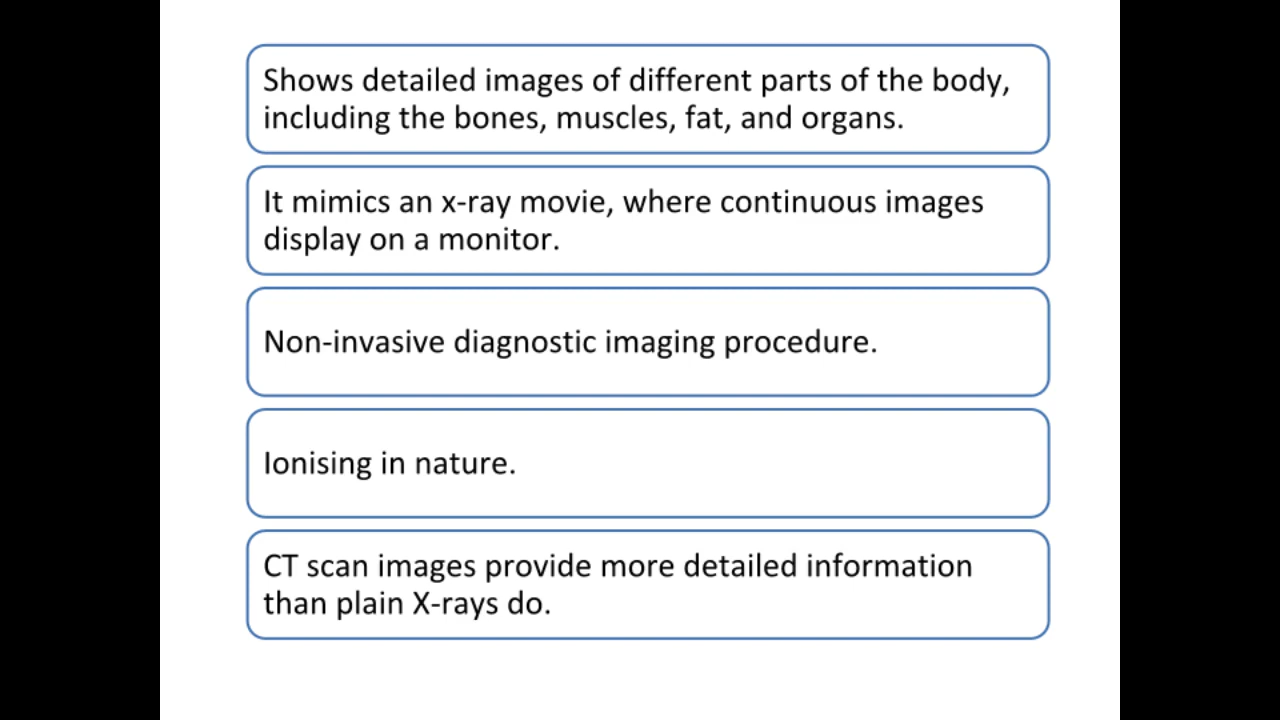 Shows detailed images of different parts of the body,
including the bones, muscles, fat, and organs.
It mimics an x-ray movie, where continuous images
display on a monitor.
Non-invasive diagnostic imaging procedure.
Ionising in nature.
CT scan images provide more detailed information
than plain X-rays do.